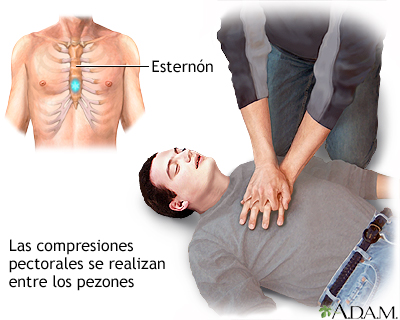 Esternón
Las compresiones
pectorales se realizan
entre los pezones
A.D.A.M.